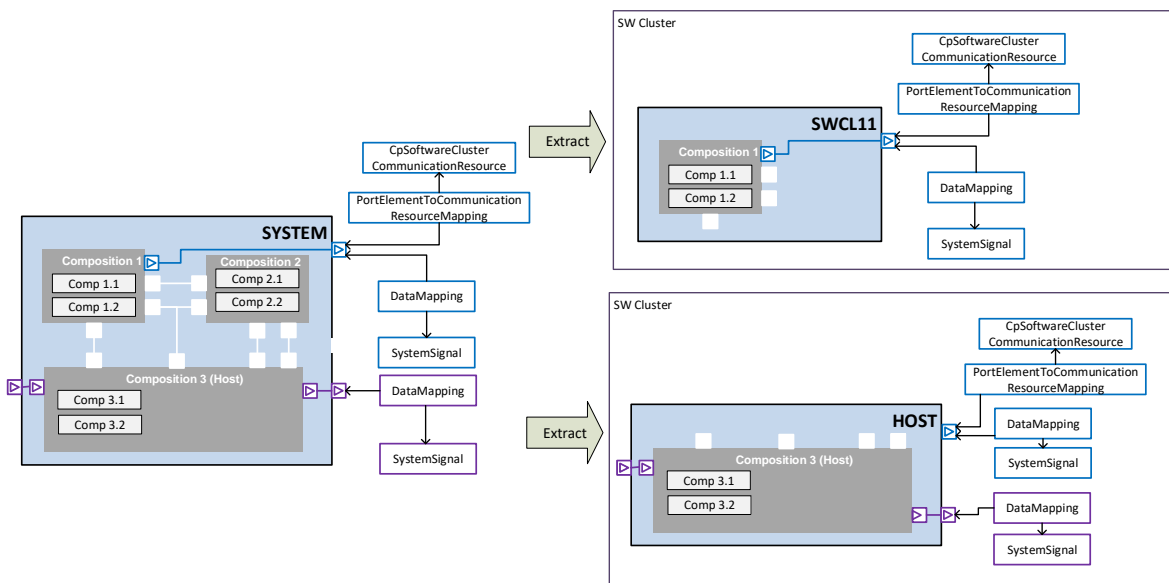 CpSoftwareCluster
CommunicationResource
PortElementToCommunication
ResourceMapping
SYSTEM
Composition 1
Comp 1.1
Comp 1.2
Composition 2
Comp 2.1
Comp 2.2
DataMapping
SystemSignal
Composition 3 (Host)
Comp 3.1
Comp 3.2
DataMapping
SystemSignal
Extract
Extract
SW Cluster
CpSoftwareCluster
CommunicationResource
PortElementToCommunication
ResourceMapping
SWCL11
Composition 1
Comp 1.1
Comp 1.2
DataMapping
SystemSignal
SW Cluster
CpSoftwareCluster
CommunicationResource
PortElementToCommunication
ResourceMapping
HOST
DataMapping
SystemSignal
Composition 3 (Host)
Comp 3.1
Comp 3.2
DataMapping
SystemSignal